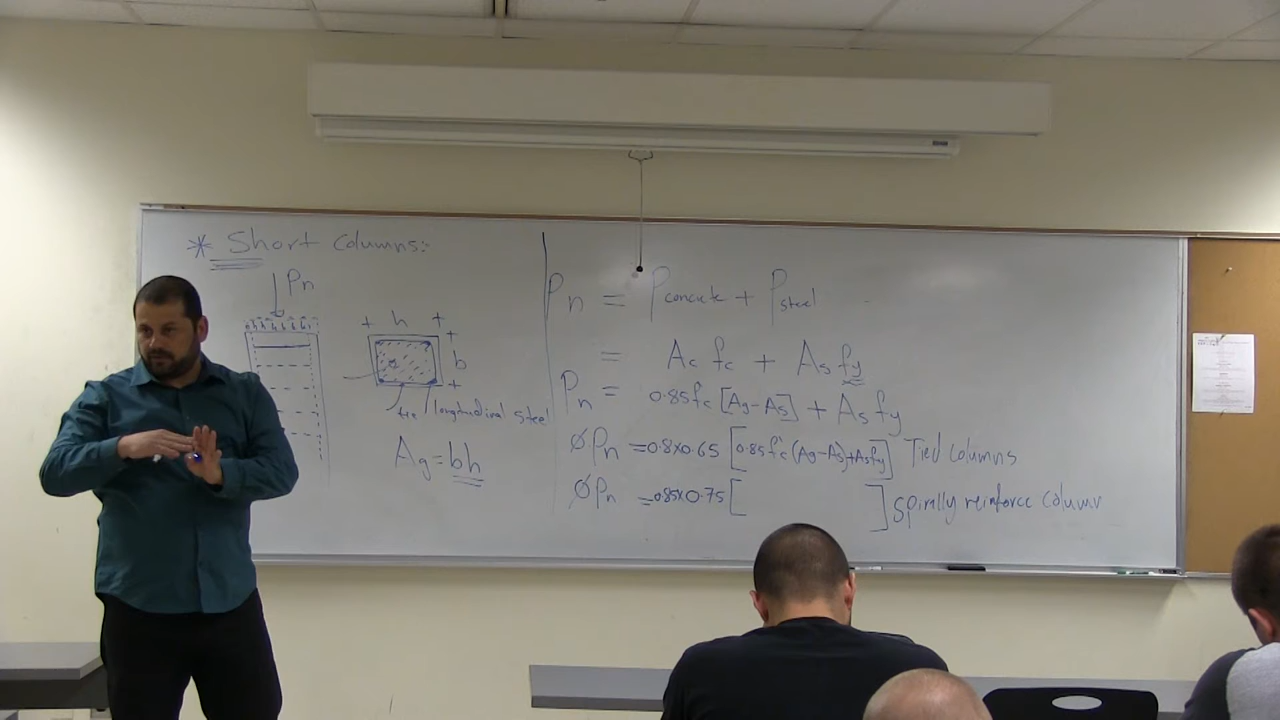 * Short Columns:
Pn
+ h +
+
b
+
tie longitudinal steel
Ag = bh
Pn = Pconcrete + Psteel
= Ac fc + As fy
Pn = 0.85fc [Ag-As] + As fy
ØPn = 0.8x0.65 [0.85f'c (Ag-As)+Asfy] Tied columns
ØPn = 0.85x0.75 [ ] spirally reinforce column